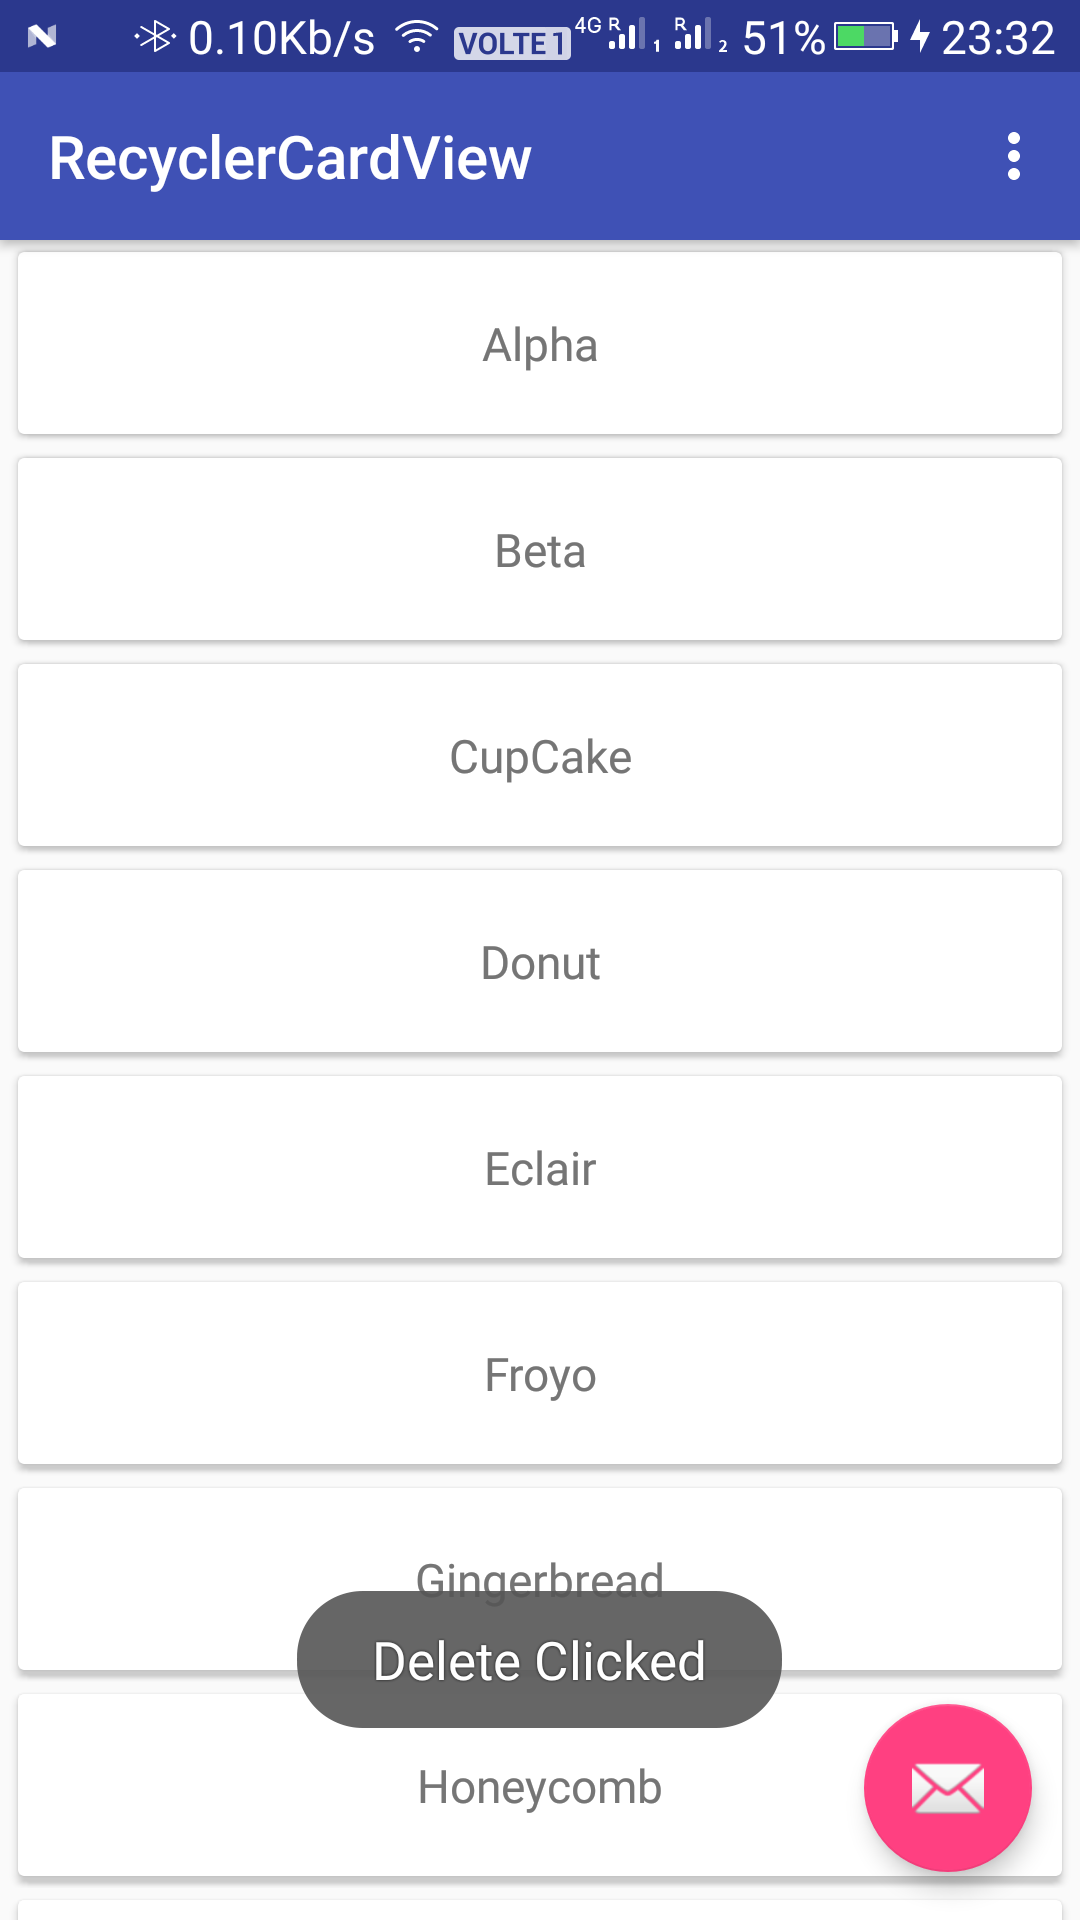 0.10Kb/s VOLTE 1 4G R 1 R 2 51% 23:32
RecyclerCardView
Alpha
Beta
CupCake
Donut
Eclair
Froyo
Gingerbread
Delete Clicked
Honeycomb